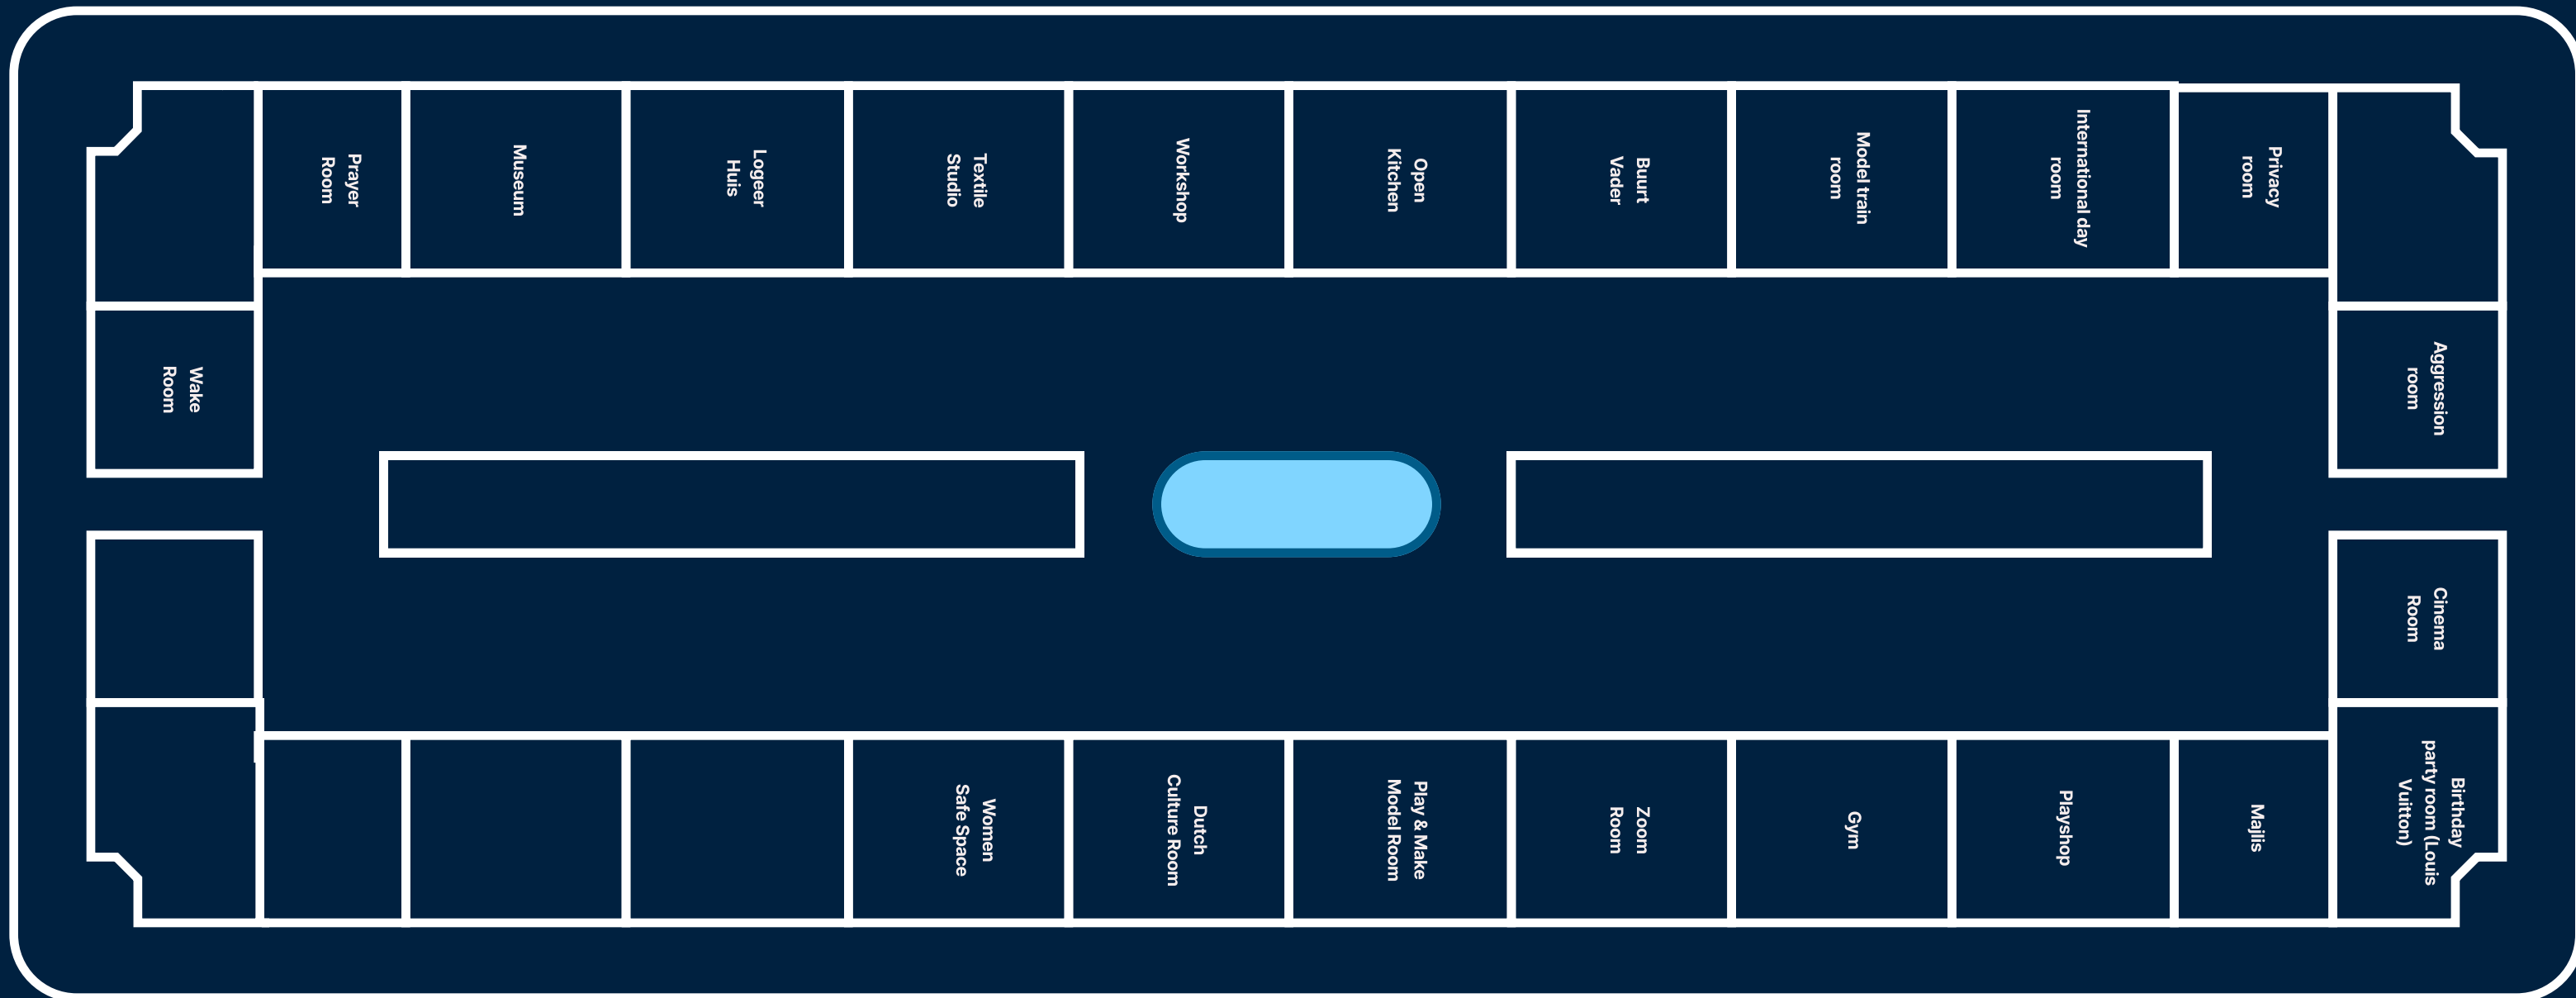 Prayer
Room
Museum
Logeer
Huis
Textile
Studio
Workshop
Open
Kitchen
Buurt
Vader
Model train
room
International day
room
Privacy
room
Wake
Room
Aggression
room
Cinema
Room
Women
Safe Space
Dutch
Culture Room
Play & Make
Model Room
Zoom
Room
Gym
Playshop
Majlis
Birthday
party room (Louis
Vuitton)